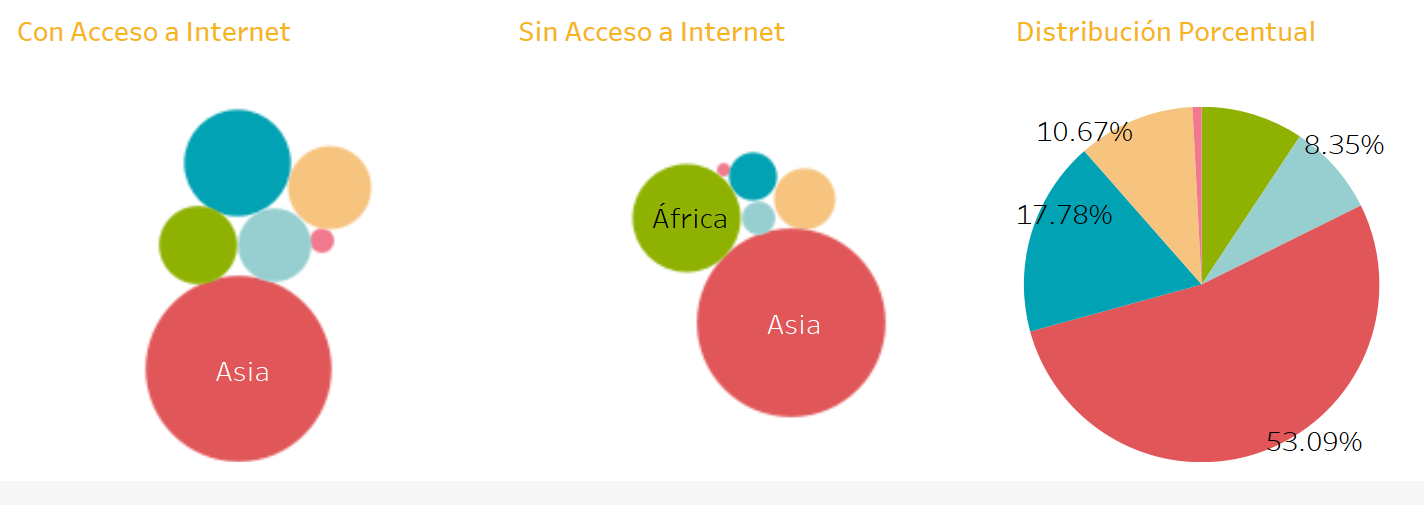 Con Acceso a Internet
Sin Acceso a Internet
Distribución Porcentual
10.67%
8.35%
17.78%
África
Asia
Asia
53.09%